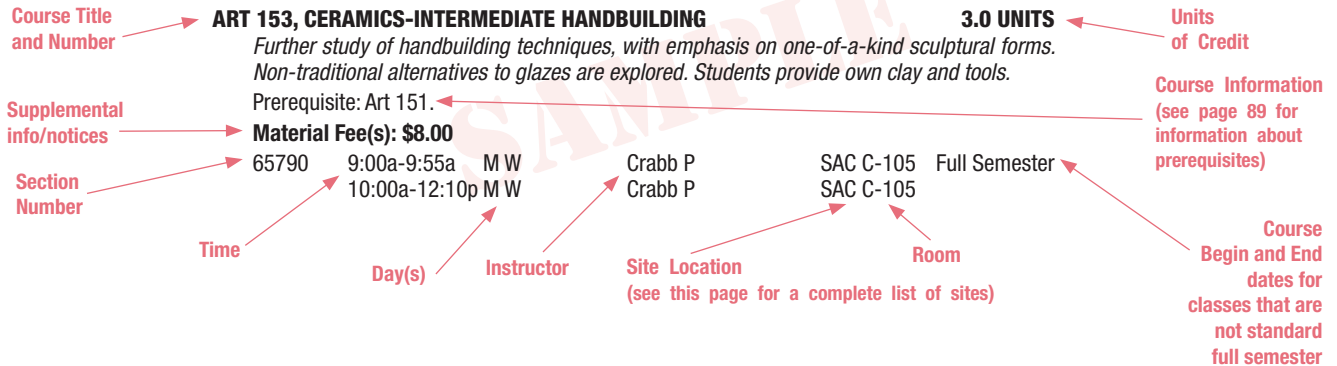 Course Title
and Number
ART 153, CERAMICS-INTERMEDIATE HANDBUILDING 3.0 UNITS
Units
of Credit
Further study of handbuilding techniques, with emphasis on one-of-a-kind sculptural forms.
Non-traditional alternatives to glazes are explored. Students provide own clay and tools.
Prerequisite: Art 151.
Course Information
(see page 89 for
information about
prerequisites)
Supplemental
info/notices
Material Fee(s): $8.00
SAMPLE
Section
Number
65790 9:00a-9:55a M W Crabb P SAC C-105 Full Semester
10:00a-12:10p M W Crabb P SAC C-105
Time
Day(s)
Instructor
Site Location
(see this page for a complete list of sites)
Room
Course
Begin and End
dates for
classes that are
not standard
full semester